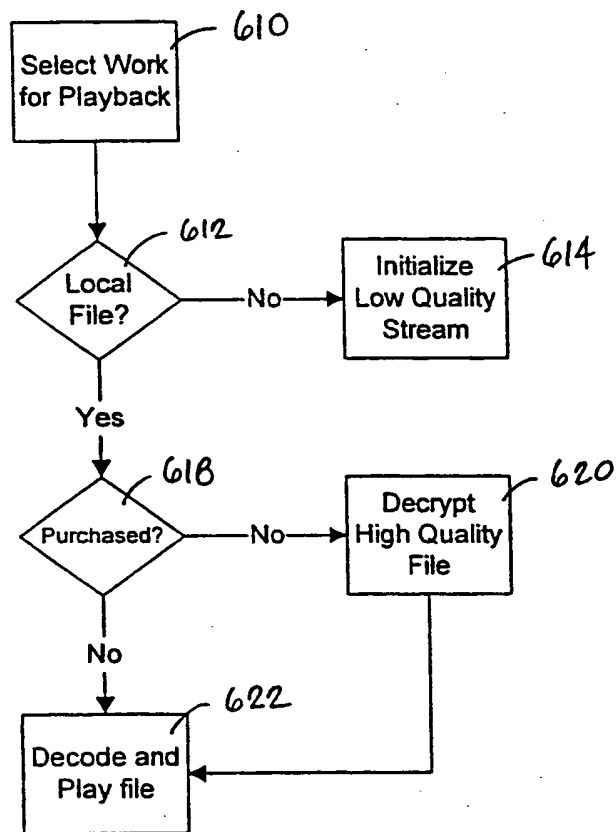 610
Select Work
for Playback
612
Local
File?
No
614
Initialize
Low Quality
Stream
Yes
618
Purchased?
No
620
Decrypt
High Quality
File
No
622
Decode and
Play file